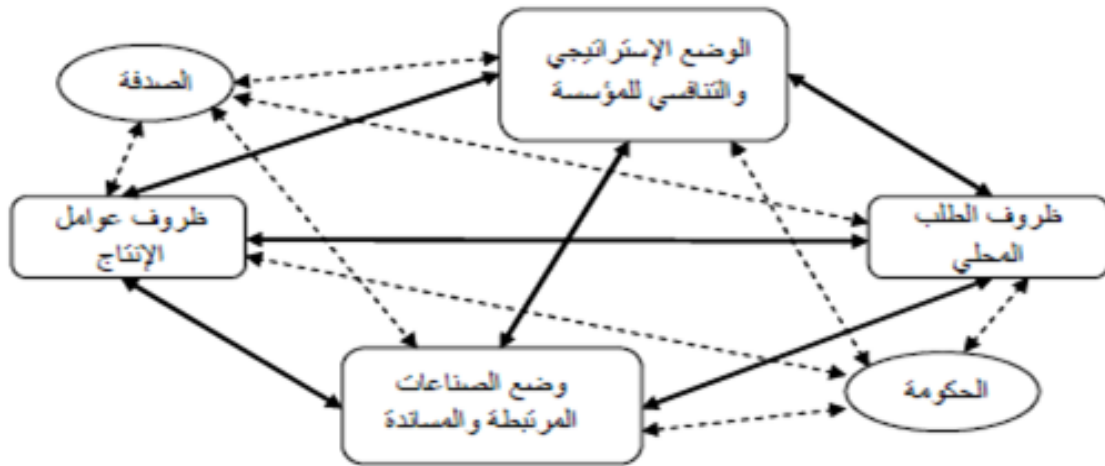 الوضع الإستراتيجي
والتنافسي للمؤسسة
الصدفة
ظروف الطلب
المحلي
ظروف عوامل
الإنتاج
وضع الصناعات
المرتبطة والمساندة
الحكومة